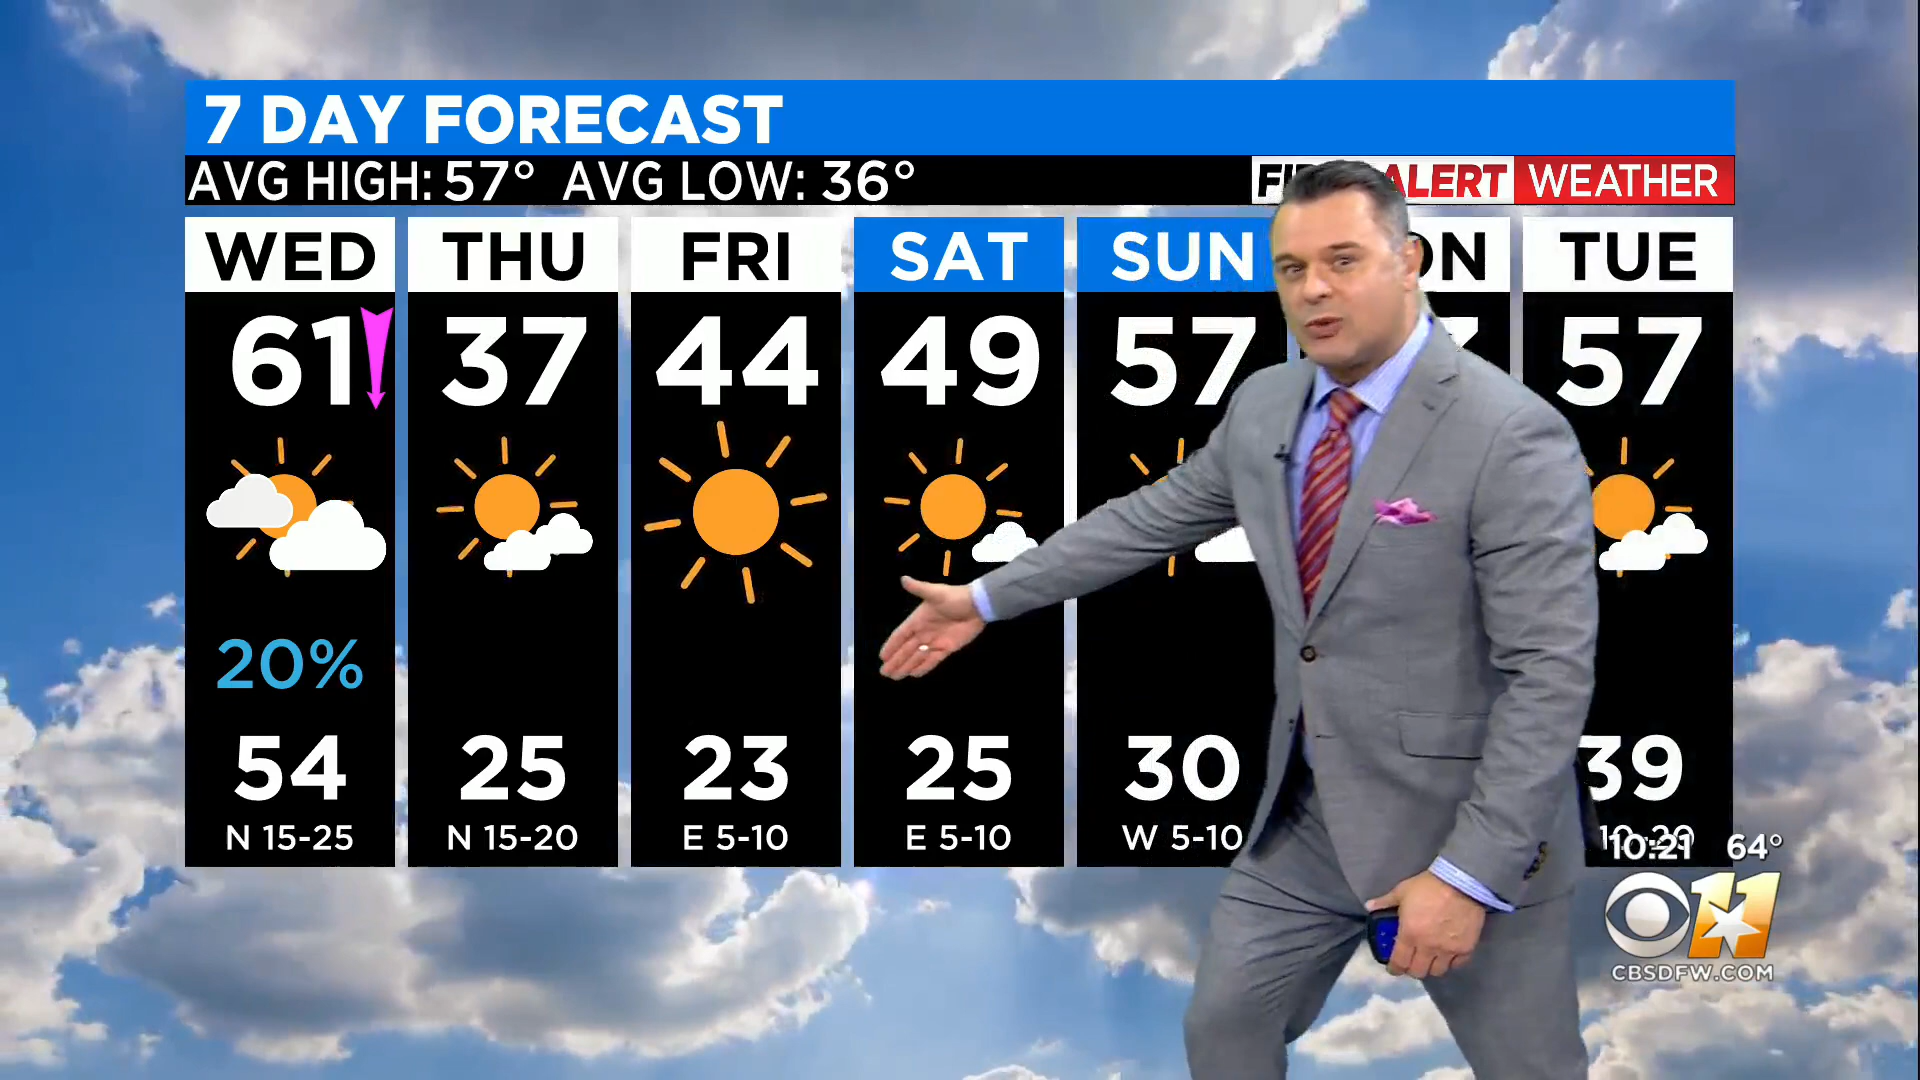 7 DAY FORECAST
AVG HIGH: 57° AVG LOW: 36°
ALERT WEATHER
WED THU FRI SAT SUN TUE
61 37 44 49 57 57
20%
54 25 23 25 30 39
N 15-25 N 15-20 E 5-10 E 5-10 W 5-10
10:21 64°
11
CBSDFW.COM